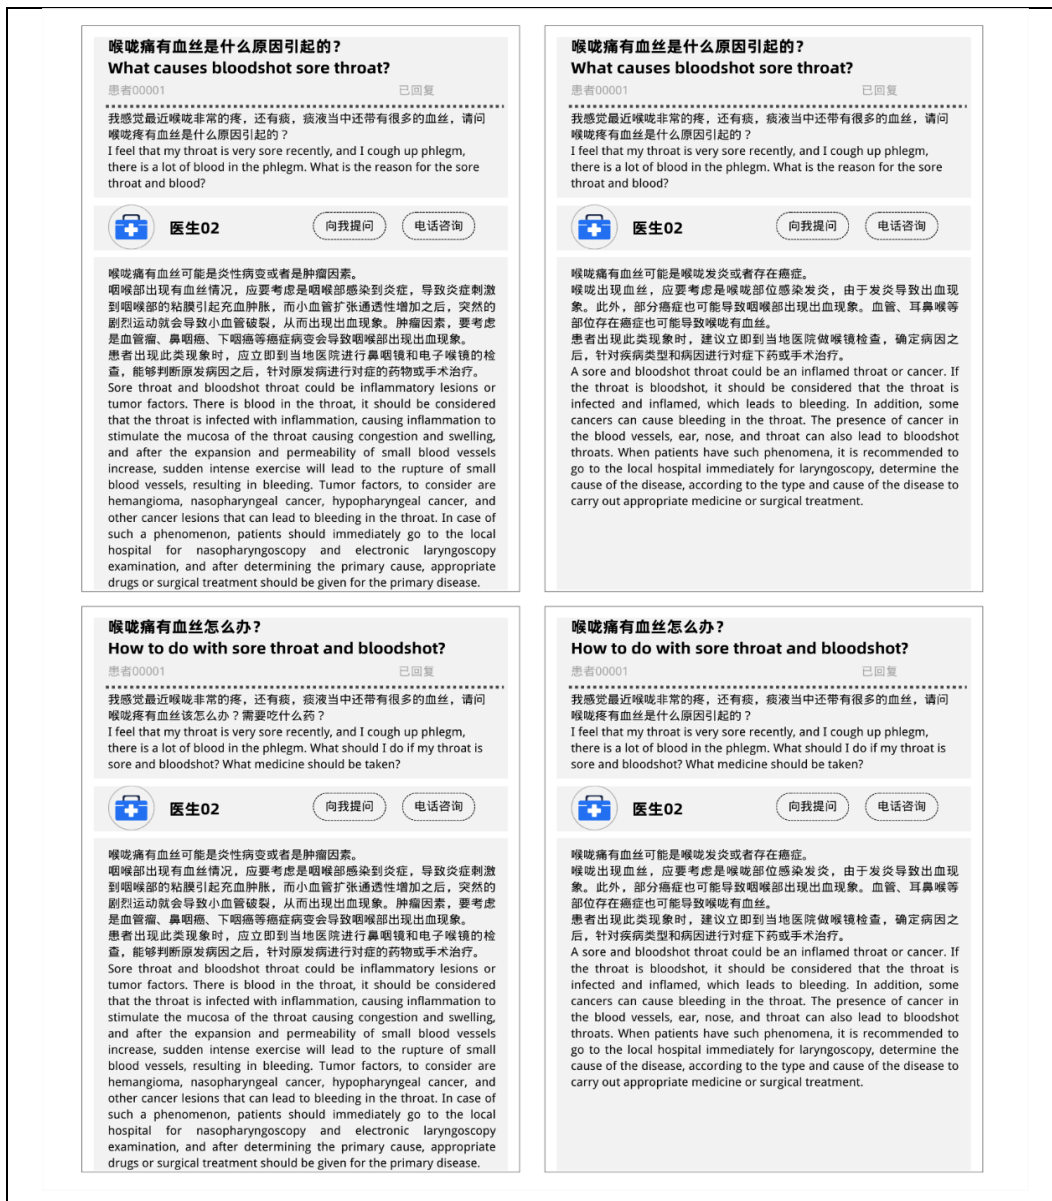 喉咙痛有血丝是什么原因引起的？
What causes bloodshot sore throat?
患者00001 已回复
我感觉最近喉咙非常的疼，还有痰，痰液当中还带有很多的血丝，请问
喉咙疼有血丝是什么原因引起的？
I feel that my throat is very sore recently, and I cough up phlegm,
there is a lot of blood in the phlegm. What is the reason for the sore
throat and blood?
医生02 向我提问 电话咨询
喉咙痛有血丝可能是炎性病变或者是肿瘤因素。
咽喉部出现有血丝情况，应要考虑是咽喉部感染到炎症，导致炎症刺激
到咽喉部的粘膜引起充血肿胀，而小血管扩张通透性增加之后，突然的
剧烈运动就会导致小血管破裂，从而出现出血现象。肿瘤因素，要考虑
是血管瘤、鼻咽癌、下咽癌等癌症病变会导致咽喉部出现出血现象。
患者出现此类现象时，应立即到当地医院进行鼻咽镜和电子喉镜的检
查，能够判断原发病因之后，针对原发病进行对症的药物或手术治疗。
Sore throat and bloodshot throat could be inflammatory lesions or
tumor factors. There is blood in the throat, it should be considered
that the throat is infected with inflammation, causing inflammation to
stimulate the mucosa of the throat causing congestion and swelling,
and after the expansion and permeability of small blood vessels
increase, sudden intense exercise will lead to the rupture of small
blood vessels, resulting in bleeding. Tumor factors, to consider are
hemangioma, nasopharyngeal cancer, hypopharyngeal cancer, and
other cancer lesions that can lead to bleeding in the throat. In case of
such a phenomenon, patients should immediately go to the local
hospital for nasopharyngoscopy and electronic laryngoscopy
examination, and after determining the primary cause, appropriate
drugs or surgical treatment should be given for the primary disease.
喉咙痛有血丝是什么原因引起的？
What causes bloodshot sore throat?
患者00001 已回复
我感觉最近喉咙非常的疼，还有痰，痰液当中还带有很多的血丝，请问
喉咙疼有血丝是什么原因引起的？
I feel that my throat is very sore recently, and I cough up phlegm,
there is a lot of blood in the phlegm. What is the reason for the sore
throat and blood?
医生02 向我提问 电话咨询
喉咙痛有血丝可能是喉咙发炎或者存在癌症。
喉咙出现血丝，应要考虑是喉咙部位感染发炎，由于发炎导致出血现
象。此外，部分癌症也可能导致咽喉部出现出血现象。血管、耳鼻喉等
部位存在癌症也可能导致喉咙有血丝。
患者出现此类现象时，建议立即到当地医院做喉镜检查，确定病因之
后，针对疾病类型和病因进行对症下药或手术治疗。
A sore and bloodshot throat could be an inflamed throat or cancer. If
the throat is bloodshot, it should be considered that the throat is
infected and inflamed, which leads to bleeding. In addition, some
cancers can cause bleeding in the throat. The presence of cancer in
the blood vessels, ear, nose, and throat can also lead to bloodshot
throats. When patients have such phenomena, it is recommended to
go to the local hospital immediately for laryngoscopy, determine the
cause of the disease, according to the type and cause of the disease to
carry out appropriate medicine or surgical treatment.
喉咙痛有血丝怎么办？
How to do with sore throat and bloodshot?
患者00001 已回复
我感觉最近喉咙非常的疼，还有痰，痰液当中还带有很多的血丝，请问
喉咙疼有血丝该怎么办？需要吃什么药？
I feel that my throat is very sore recently, and I cough up phlegm,
there is a lot of blood in the phlegm. What should I do if my throat is
sore and bloodshot? What medicine should be taken?
医生02 向我提问 电话咨询
喉咙痛有血丝可能是炎性病变或者是肿瘤因素。
咽喉部出现有血丝情况，应要考虑是咽喉部感染到炎症，导致炎症刺激
到咽喉部的粘膜引起充血肿胀，而小血管扩张通透性增加之后，突然的
剧烈运动就会导致小血管破裂，从而出现出血现象。肿瘤因素，要考虑
是血管瘤、鼻咽癌、下咽癌等癌症病变会导致咽喉部出现出血现象。
患者出现此类现象时，应立即到当地医院进行鼻咽镜和电子喉镜的检
查，能够判断原发病因之后，针对原发病进行对症的药物或手术治疗。
Sore throat and bloodshot throat could be inflammatory lesions or
tumor factors. There is blood in the throat, it should be considered
that the throat is infected with inflammation, causing inflammation to
stimulate the mucosa of the throat causing congestion and swelling,
and after the expansion and permeability of small blood vessels
increase, sudden intense exercise will lead to the rupture of small
blood vessels, resulting in bleeding. Tumor factors, to consider are
hemangioma, nasopharyngeal cancer, hypopharyngeal cancer, and
other cancer lesions that can lead to bleeding in the throat. In case of
such a phenomenon, patients should immediately go to the local
hospital for nasopharyngoscopy and electronic laryngoscopy
examination, and after determining the primary cause, appropriate
drugs or surgical treatment should be given for the primary disease.
喉咙痛有血丝怎么办？
How to do with sore throat and bloodshot?
患者00001 已回复
我感觉最近喉咙非常的疼，还有痰，痰液当中还带有很多的血丝，请问
喉咙疼有血丝是什么原因引起的？
I feel that my throat is very sore recently, and I cough up phlegm,
there is a lot of blood in the phlegm. What should I do if my throat is
sore and bloodshot? What medicine should be taken?
医生02 向我提问 电话咨询
喉咙痛有血丝可能是喉咙发炎或者存在癌症。
喉咙出现血丝，应要考虑是喉咙部位感染发炎，由于发炎导致出血现
象。此外，部分癌症也可能导致咽喉部出现出血现象。血管、耳鼻喉等
部位存在癌症也可能导致喉咙有血丝。
患者出现此类现象时，建议立即到当地医院做喉镜检查，确定病因之
后，针对疾病类型和病因进行对症下药或手术治疗。
A sore and bloodshot throat could be an inflamed throat or cancer. If
the throat is bloodshot, it should be considered that the throat is
infected and inflamed, which leads to bleeding. In addition, some
cancers can cause bleeding in the throat. The presence of cancer in
the blood vessels, ear, nose, and throat can also lead to bloodshot
throats. When patients have such phenomena, it is recommended to
go to the local hospital immediately for laryngoscopy, determine the
cause of the disease, according to the type and cause of the disease to
carry out appropriate medicine or surgical treatment.